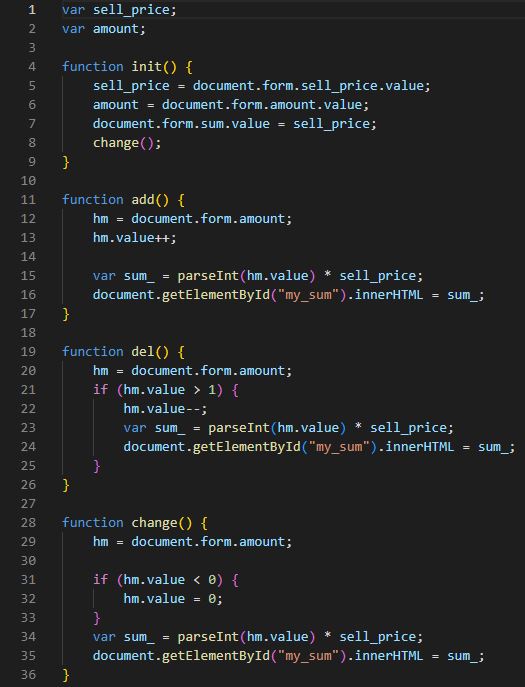 1 var sell_price;
2 var amount;
3
4 function init() {
5     sell_price = document.form.sell_price.value;
6     amount = document.form.amount.value;
7     document.form.sum.value = sell_price;
8     change();
9 }
10
11 function add() {
12     hm = document.form.amount;
13     hm.value++;
14
15     var sum_ = parseInt(hm.value) * sell_price;
16     document.getElementById("my_sum").innerHTML = sum_;
17 }
18
19 function del() {
20     hm = document.form.amount;
21     if (hm.value > 1) {
22         hm.value--;
23         var sum_ = parseInt(hm.value) * sell_price;
24         document.getElementById("my_sum").innerHTML = sum_;
25     }
26 }
27
28 function change() {
29     hm = document.form.amount;
30
31     if (hm.value < 0) {
32         hm.value = 0;
33     }
34     var sum_ = parseInt(hm.value) * sell_price;
35     document.getElementById("my_sum").innerHTML = sum_;
36 }